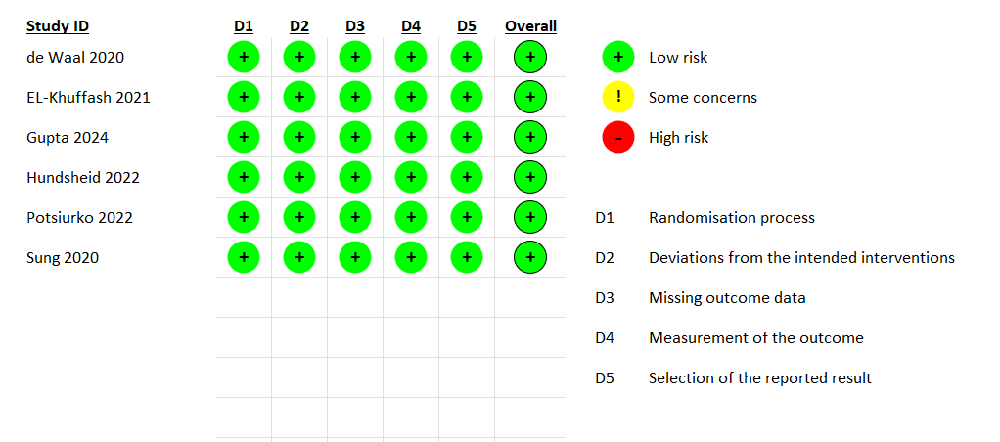 Study ID D1 D2 D3 D4 D5 Overall
de Waal 2020 + + + + + +
EL-Khuffash 2021 + + + + + +
Gupta 2024 + + + + + +
Hundsheid 2022 + + + + + +
Potsiurko 2022 + + + + + +
Sung 2020 + + + + + +
+ Low risk
! Some concerns
- High risk
D1 Randomisation process
D2 Deviations from the intended interventions
D3 Missing outcome data
D4 Measurement of the outcome
D5 Selection of the reported result